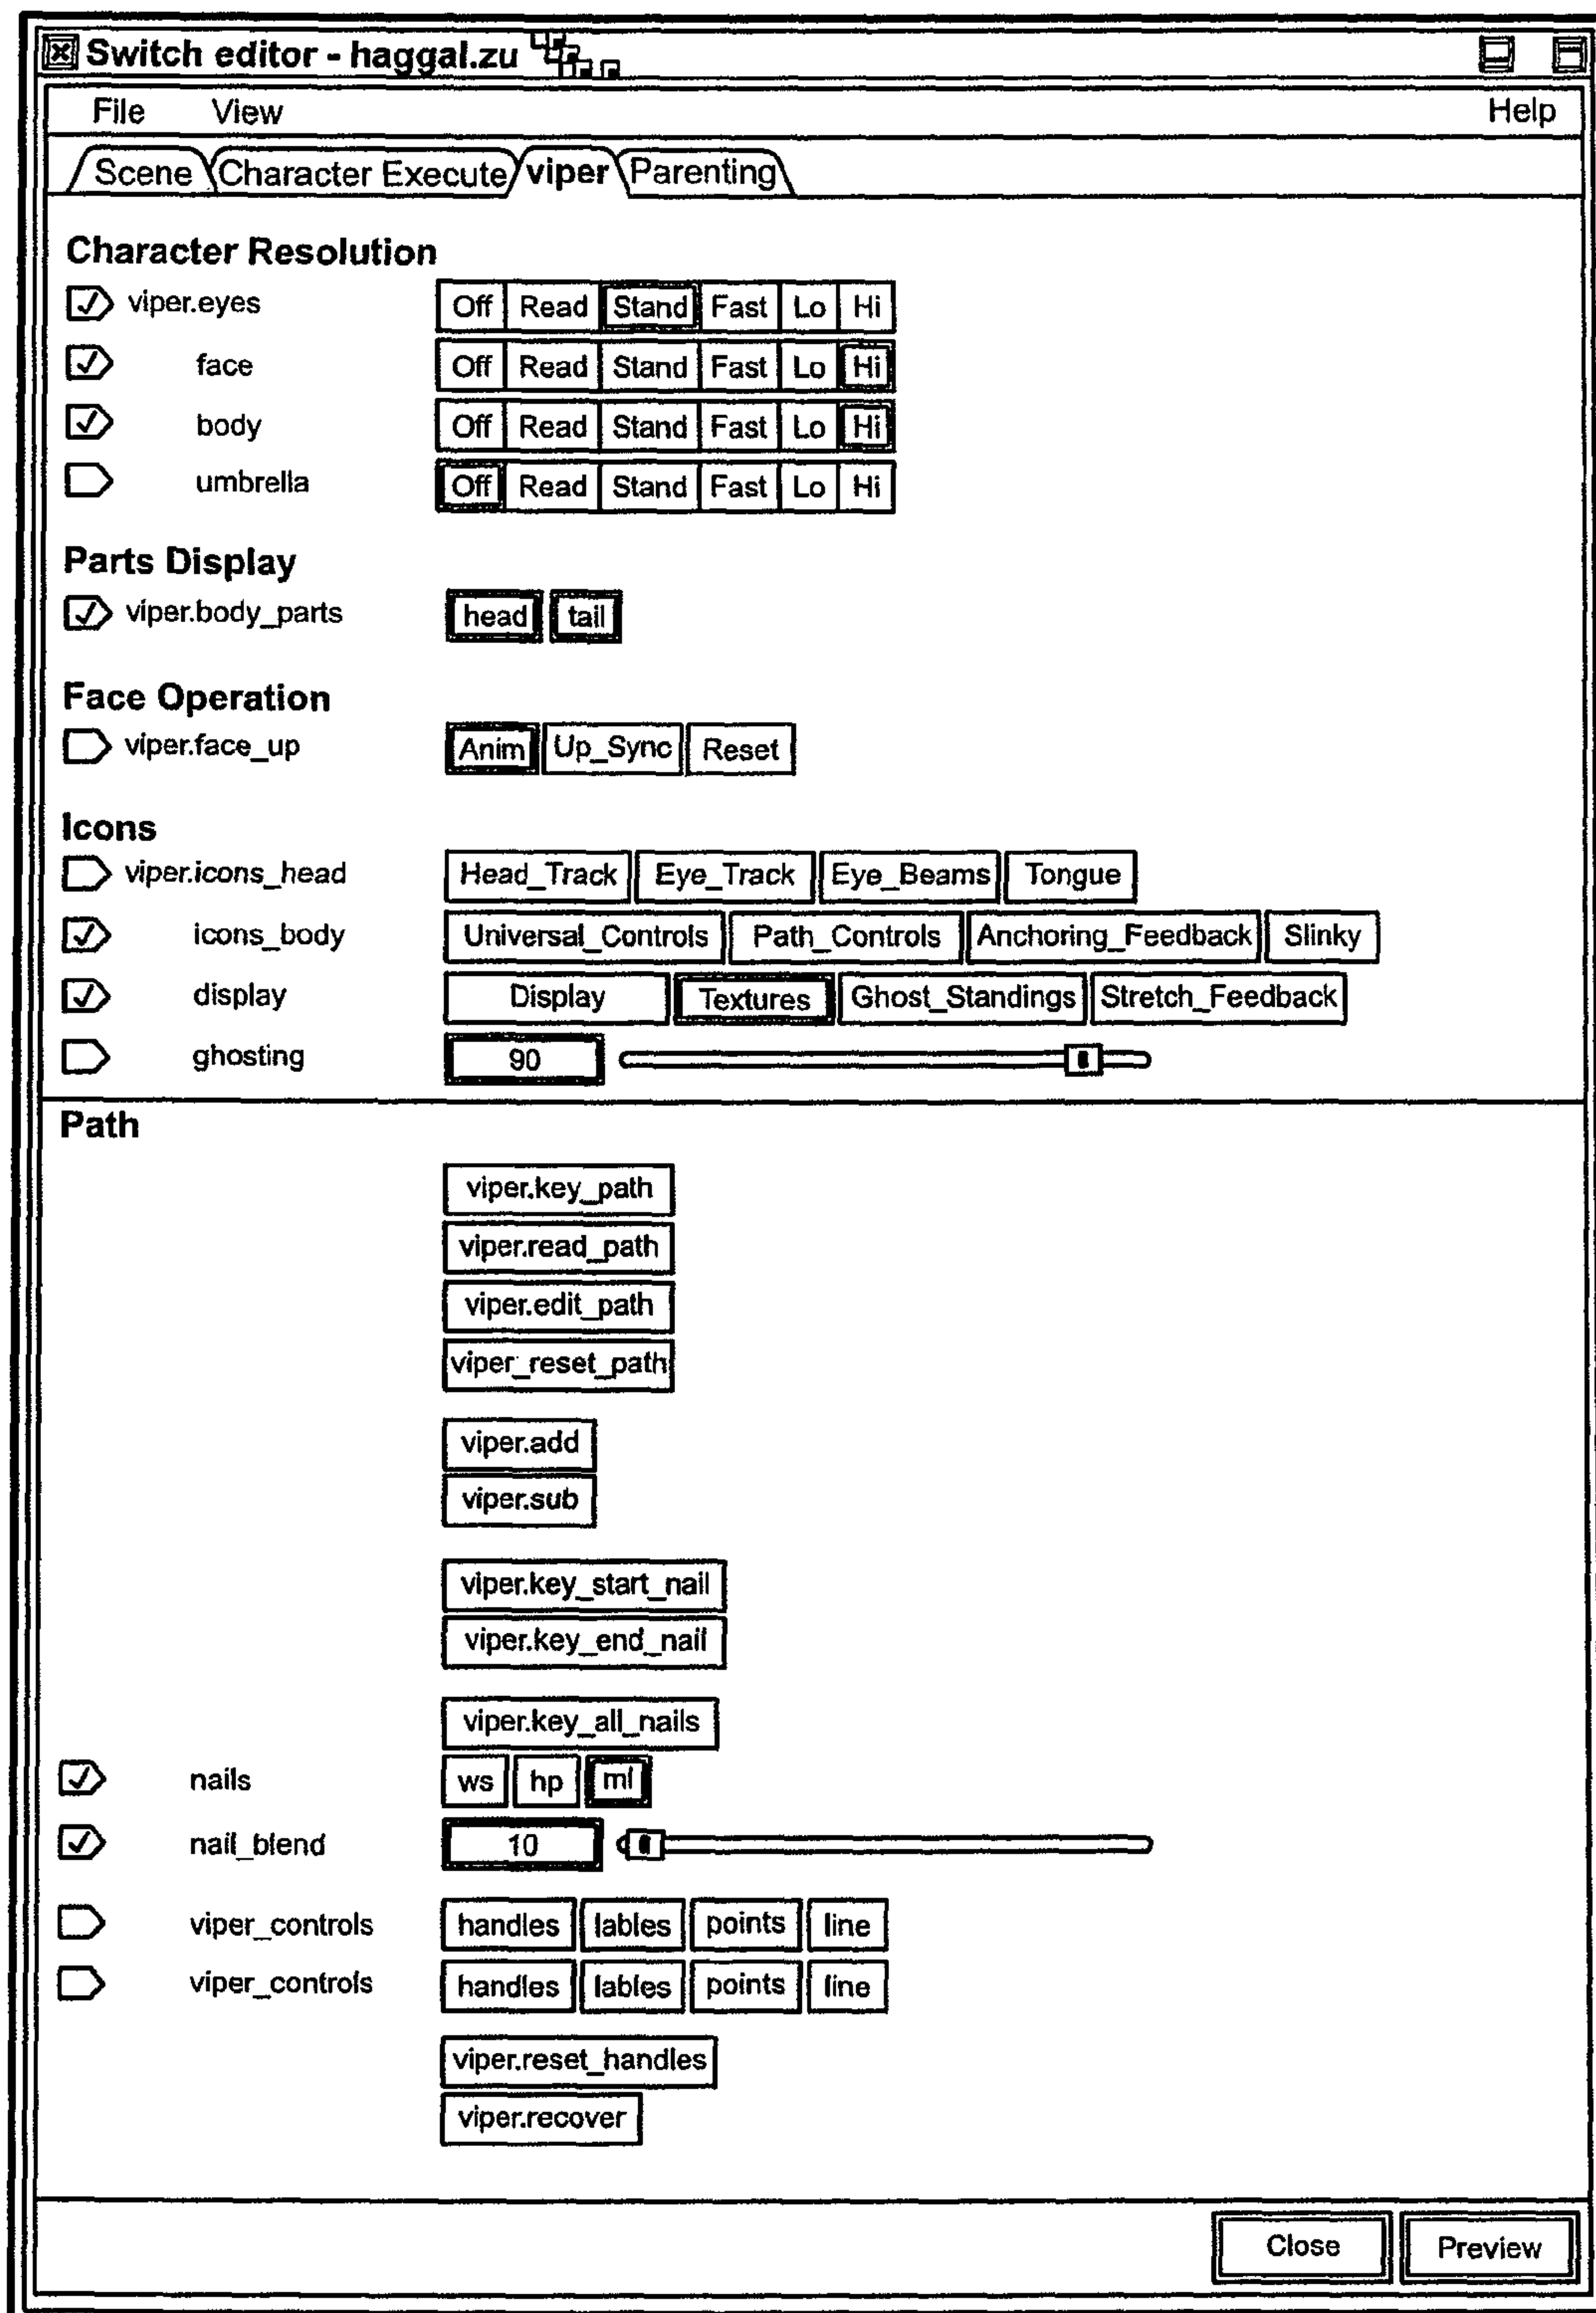 Switch editor - haggal.zu
File View Help
Scene Character Execute viper Parenting
Character Resolution
viper.eyes Off Read Stand Fast Lo Hi
face Off Read Stand Fast Lo Hi
body Off Read Stand Fast Lo Hi
umbrella Off Read Stand Fast Lo Hi
Parts Display
viper.body_parts head tail
Face Operation
viper.face_up Anim Up_Sync Reset
Icons
viper.icons_head Head_Track Eye_Track Eye_Beams Tongue
icons_body Universal_Controls Path_Controls Anchoring_Feedback Slinky
display Display Textures Ghost_Standings Stretch_Feedback
ghosting 90
Path
viper.key_path
viper.read_path
viper.edit_path
viper_reset_path
viper.add
viper.sub
viper.key_start_nail
viper.key_end_nail
viper.key_all_nails
nails ws hp ml
nail_blend 10
viper_controls handles lables points line
viper_controls handles lables points line
viper.reset_handles
viper.recover
Close Preview